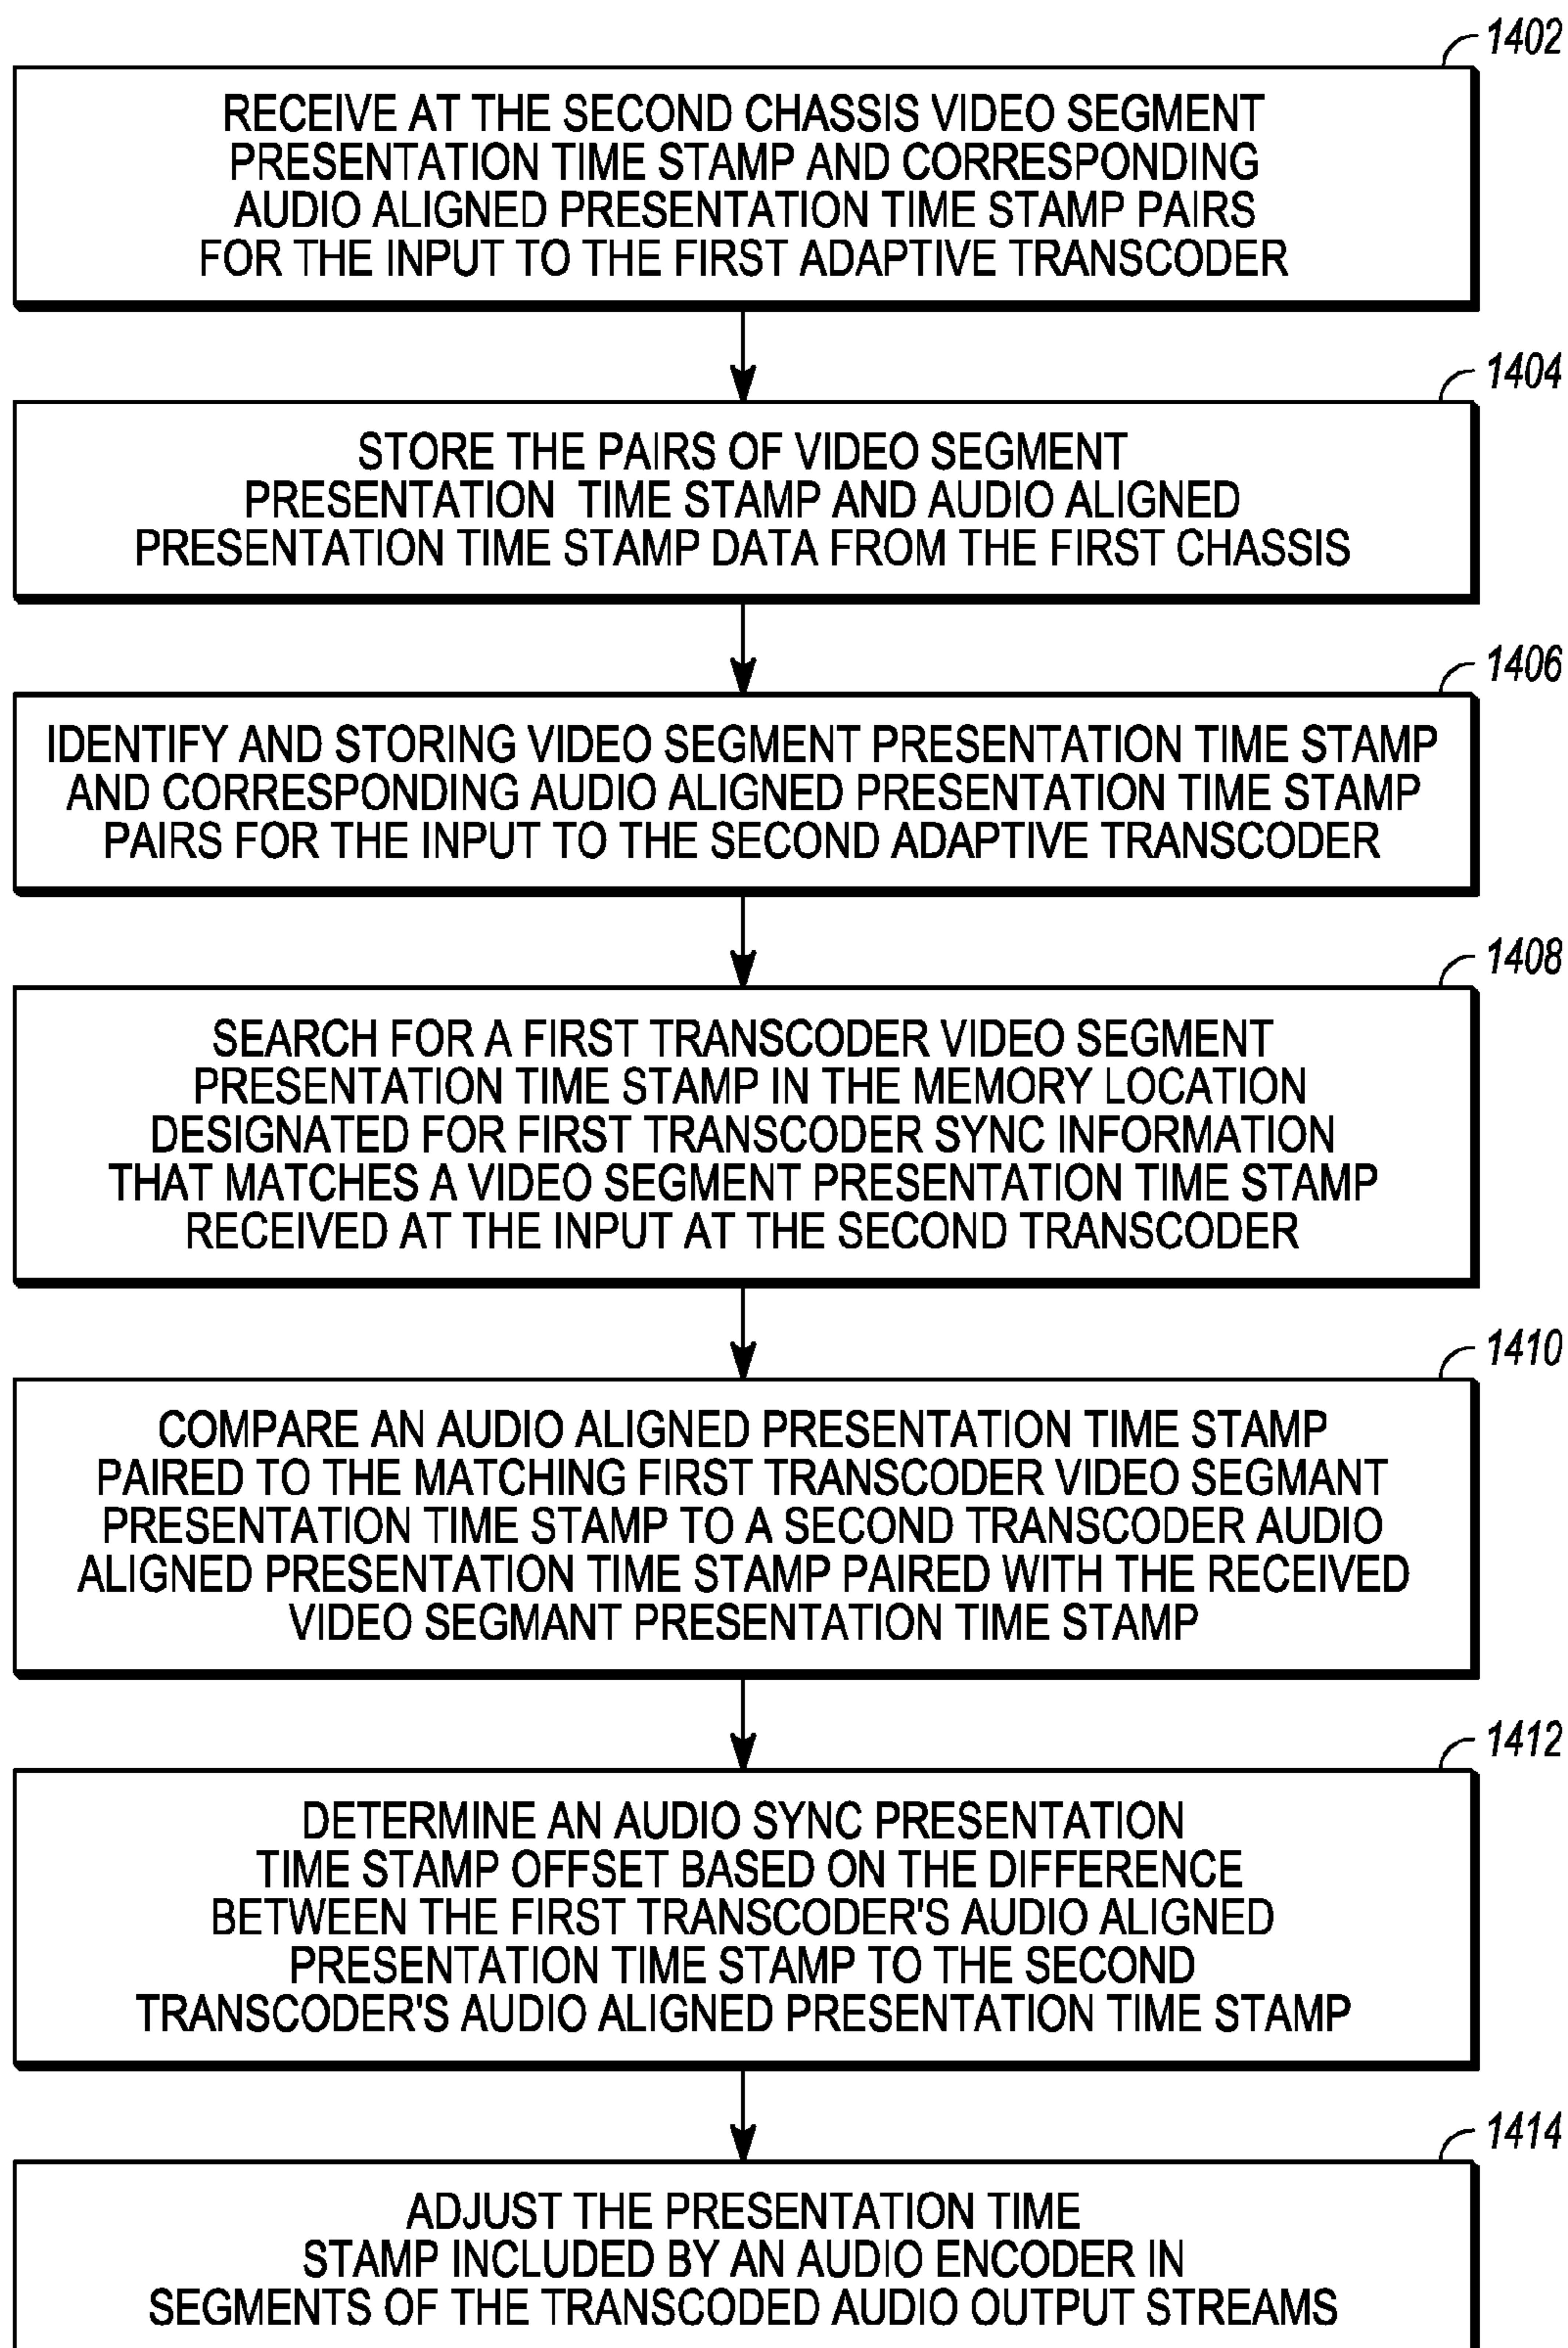 1402
RECEIVE AT THE SECOND CHASSIS VIDEO SEGMENT
PRESENTATION TIME STAMP AND CORRESPONDING
AUDIO ALIGNED PRESENTATION TIME STAMP PAIRS
FOR THE INPUT TO THE FIRST ADAPTIVE TRANSCODER
1404
STORE THE PAIRS OF VIDEO SEGMENT
PRESENTATION TIME STAMP AND AUDIO ALIGNED
PRESENTATION TIME STAMP DATA FROM THE FIRST CHASSIS
1406
IDENTIFY AND STORING VIDEO SEGMENT PRESENTATION TIME STAMP
AND CORRESPONDING AUDIO ALIGNED PRESENTATION TIME STAMP
PAIRS FOR THE INPUT TO THE SECOND ADAPTIVE TRANSCODER
1408
SEARCH FOR A FIRST TRANSCODER VIDEO SEGMENT
PRESENTATION TIME STAMP IN THE MEMORY LOCATION
DESIGNATED FOR FIRST TRANSCODER SYNC INFORMATION
THAT MATCHES A VIDEO SEGMENT PRESENTATION TIME STAMP
RECEIVED AT THE INPUT AT THE SECOND TRANSCODER
1410
COMPARE AN AUDIO ALIGNED PRESENTATION TIME STAMP
PAIRED TO THE MATCHING FIRST TRANSCODER VIDEO SEGMANT
PRESENTATION TIME STAMP TO A SECOND TRANSCODER AUDIO
ALIGNED PRESENTATION TIME STAMP PAIRED WITH THE RECEIVED
VIDEO SEGMANT PRESENTATION TIME STAMP
1412
DETERMINE AN AUDIO SYNC PRESENTATION
TIME STAMP OFFSET BASED ON THE DIFFERENCE
BETWEEN THE FIRST TRANSCODER'S AUDIO ALIGNED
PRESENTATION TIME STAMP TO THE SECOND
TRANSCODER'S AUDIO ALIGNED PRESENTATION TIME STAMP
1414
ADJUST THE PRESENTATION TIME
STAMP INCLUDED BY AN AUDIO ENCODER IN
SEGMENTS OF THE TRANSCODED AUDIO OUTPUT STREAMS